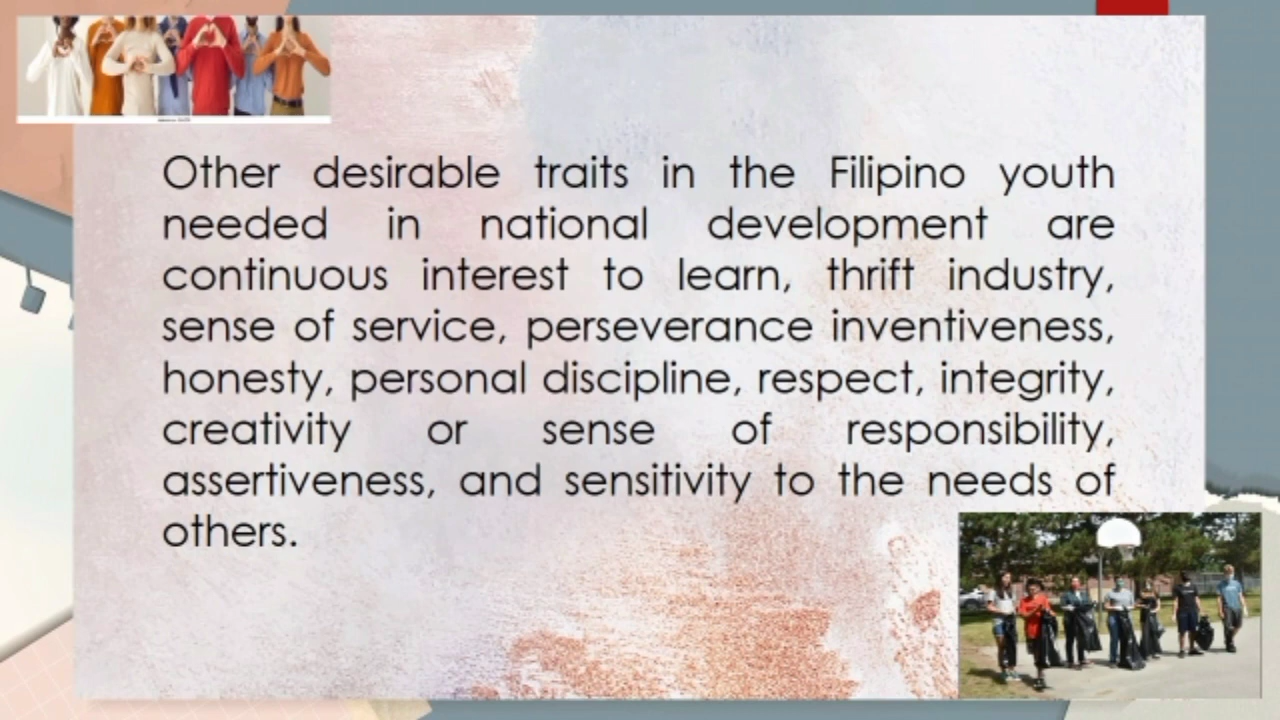 Other desirable traits in the Filipino youth
needed in national development are
continuous interest to learn, thrift industry,
sense of service, perseverance inventiveness,
honesty, personal discipline, respect, integrity,
creativity or sense of responsibility,
assertiveness, and sensitivity to the needs of
others.